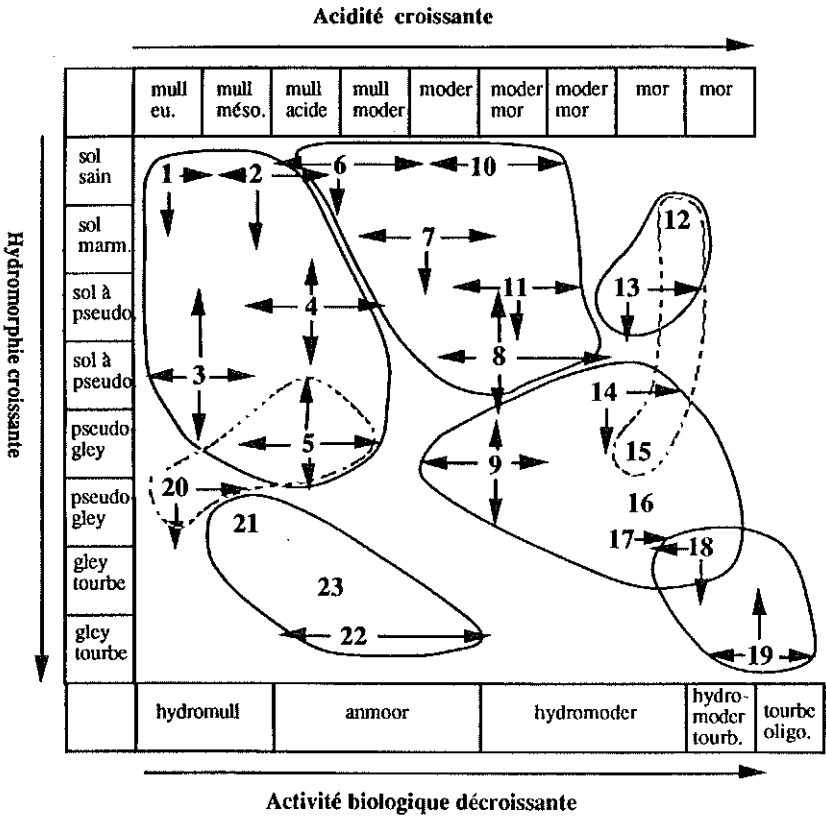 Acidité croissante
mull mull mull mull moder moder moder mor mor
eu. méso. acide moder mor mor
Hydromorphie croissante
sol
sain
1 2 6 10
sol
marm.
12
7
sol à
pseudo
4 11 13
sol à
pseudo
3 8 14
pseudo
gley
5 9 15
pseudo
gley
20 21 16
17 18
gley
tourbe
23
gley
tourbe
22 19
hydromull anmoor hydromoder
hydro-
moder
tourb.
tourbe
oligo.
Activité biologique décroissante